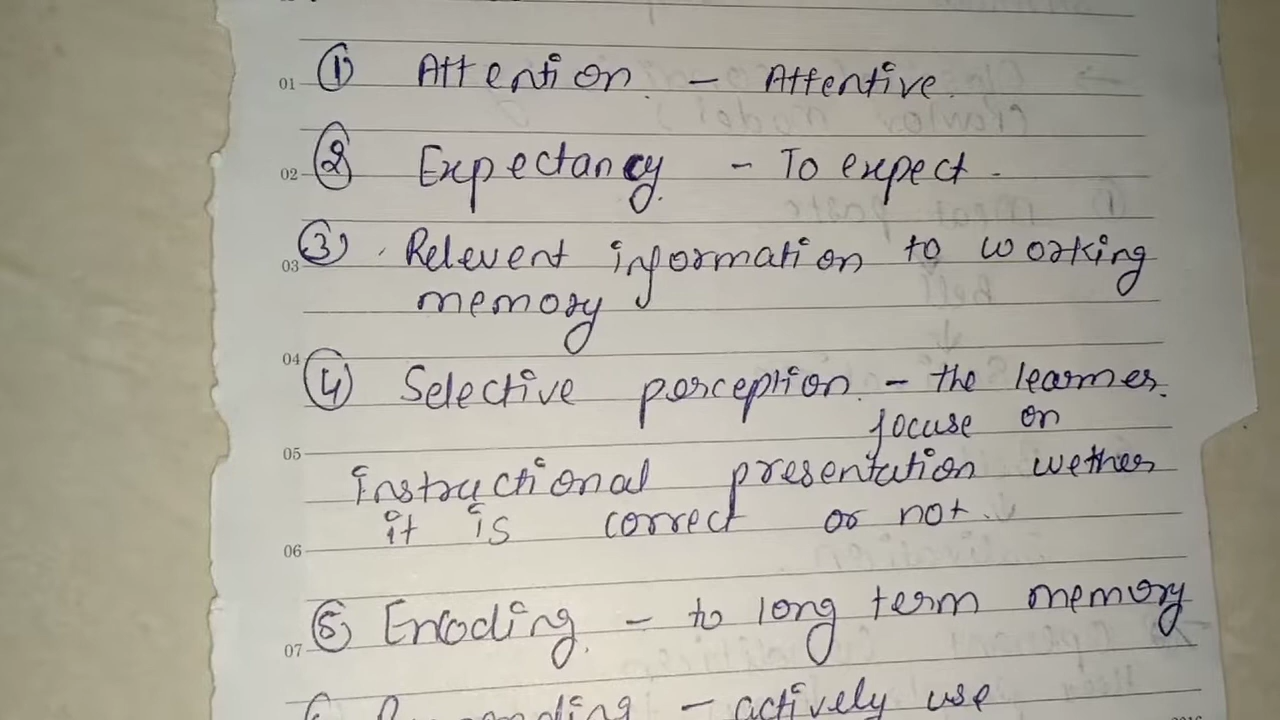 01 ① Attention. - Attentive.
02 ② Expectancy. - To expect.
03 ③ Relevent information to working
memory
04
④ Selective perception. - the learner.
focuse on
05
instructional presentation wether
it is correct or not.
06
⑤ Encoding. - to long term memory
07
- actively use